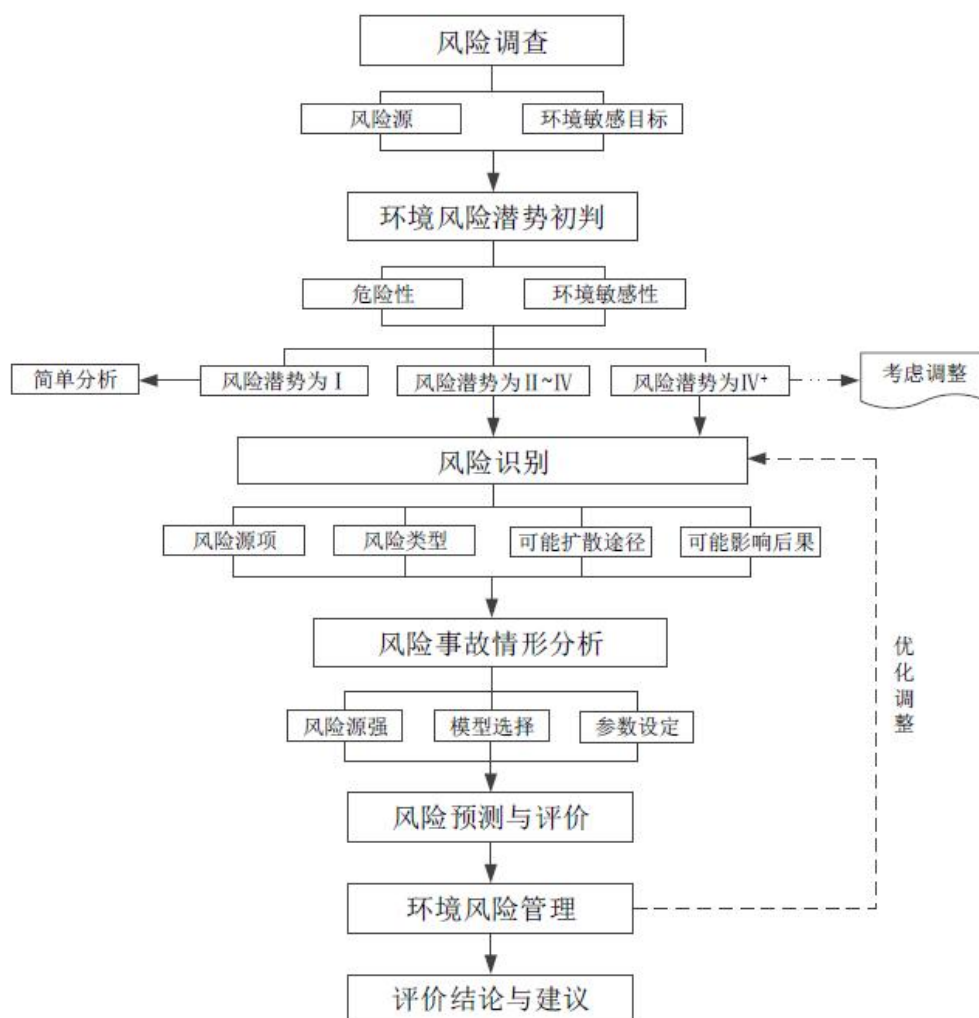 风险调查
风险源
环境敏感目标
环境风险潜势初判
危险性
环境敏感性
简单分析
风险潜势为Ⅰ
风险潜势为Ⅱ~Ⅳ
风险潜势为Ⅳ+
考虑调整
风险识别
风险源项
风险类型
可能扩散途径
可能影响后果
风险事故情形分析
优化调整
风险源强
模型选择
参数设定
风险预测与评价
环境风险管理
评价结论与建议